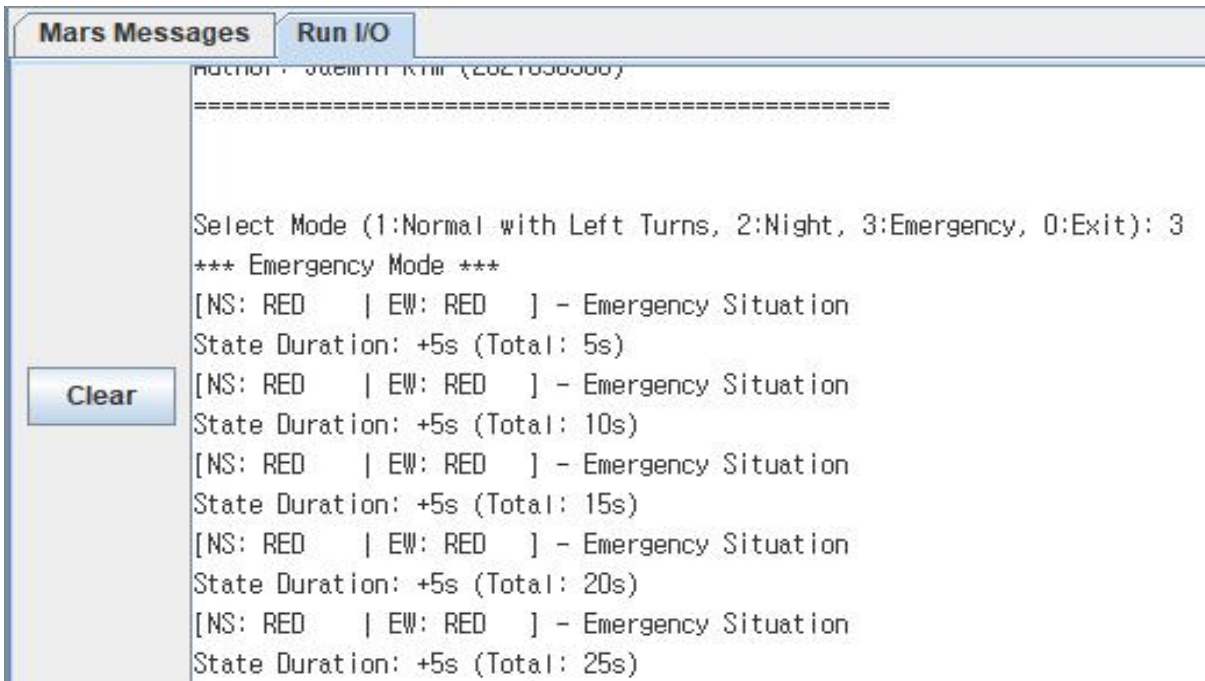 Mars Messages
Run I/O
Clear
==================================================
Select Mode (1:Normal with Left Turns, 2:Night, 3:Emergency, 0:Exit): 3
*** Emergency Mode ***
[NS: RED    | EW: RED   ] - Emergency Situation
State Duration: +5s (Total: 5s)
[NS: RED    | EW: RED   ] - Emergency Situation
State Duration: +5s (Total: 10s)
[NS: RED    | EW: RED   ] - Emergency Situation
State Duration: +5s (Total: 15s)
[NS: RED    | EW: RED   ] - Emergency Situation
State Duration: +5s (Total: 20s)
[NS: RED    | EW: RED   ] - Emergency Situation
State Duration: +5s (Total: 25s)